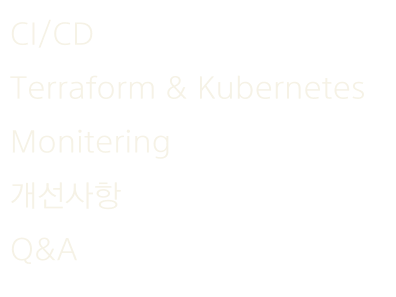 CI/CD
Terraform & Kubernetes
Monitering
개선사항
Q&A